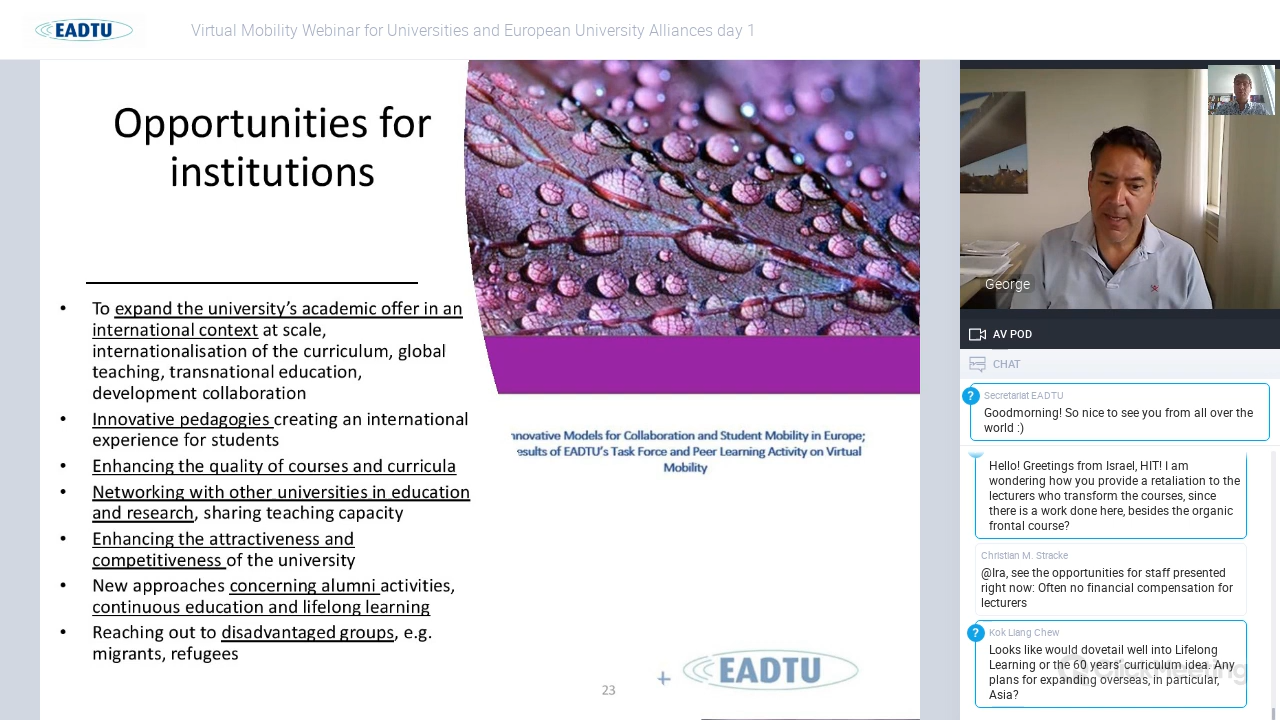 EADTU
Virtual Mobility Webinar for Universities and European University Alliances day 1
Opportunities for
institutions
• To expand the university's academic offer in an
international context at scale,
internationalisation of the curriculum, global
teaching, transnational education,
development collaboration
• Innovative pedagogies creating an international
experience for students
• Enhancing the quality of courses and curricula
• Networking with other universities in education
and research, sharing teaching capacity
• Enhancing the attractiveness and
competitiveness of the university
• New approaches concerning alumni activities,
continuous education and lifelong learning
• Reaching out to disadvantaged groups, e.g.
migrants, refugees
nnovative Models for Collaboration and Student Mobility in Europe;
esults of EADTU's Task Force and Peer Learning Activity on Virtual
Mobility
23
+ EADTU
George
AV POD
CHAT
? Secretariat EADTU
Goodmorning! So nice to see you from all over the
world :)
Hello! Greetings from Israel, HIT! I am
wondering how you provide a retaliation to the
lecturers who transform the courses, since
there is a work done here, besides the organic
frontal course?
Christian M. Stracke
@Ira, see the opportunities for staff presented
right now: Often no financial compensation for
lecturers
? Kok Liang Chew
Looks like would dovetail well into Lifelong
Learning or the 60 years' curriculum idea. Any
plans for expanding overseas, in particular,
Asia?
ClickMeeting